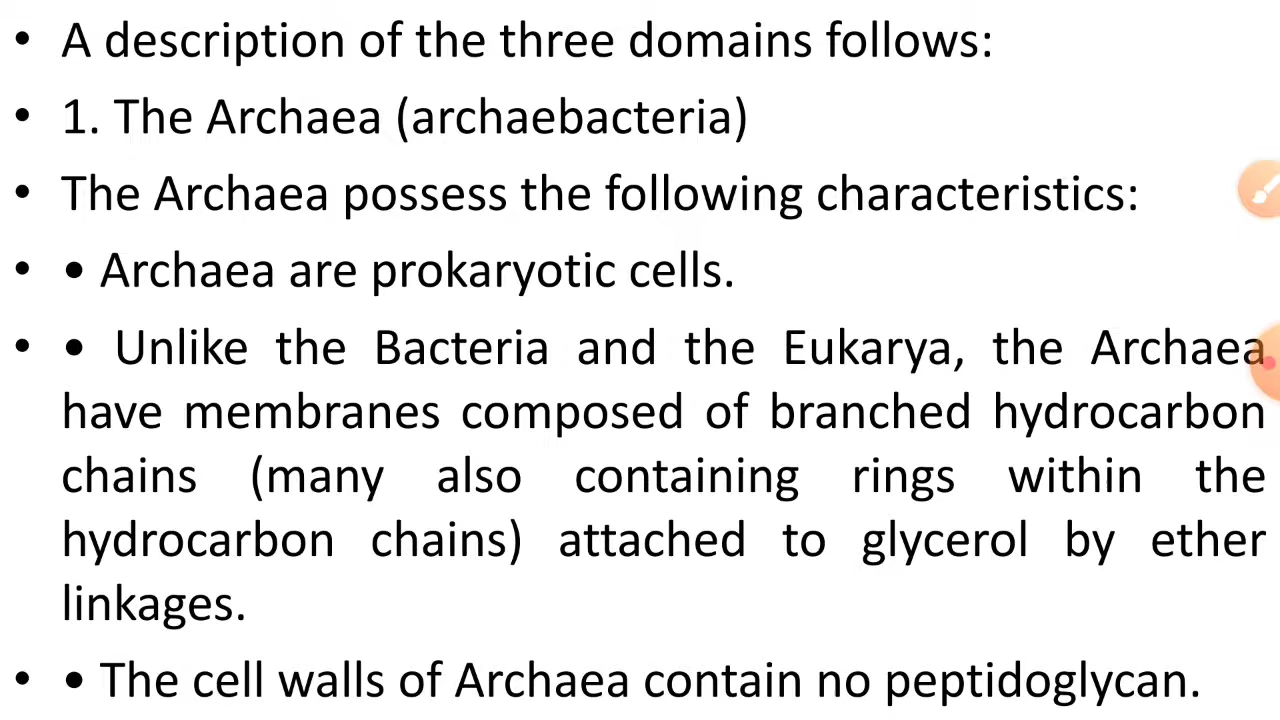 • A description of the three domains follows:
• 1. The Archaea (archaebacteria)
• The Archaea possess the following characteristics:
• • Archaea are prokaryotic cells.
• • Unlike the Bacteria and the Eukarya, the Archaea
have membranes composed of branched hydrocarbon
chains (many also containing rings within the
hydrocarbon chains) attached to glycerol by ether
linkages.
• • The cell walls of Archaea contain no peptidoglycan.